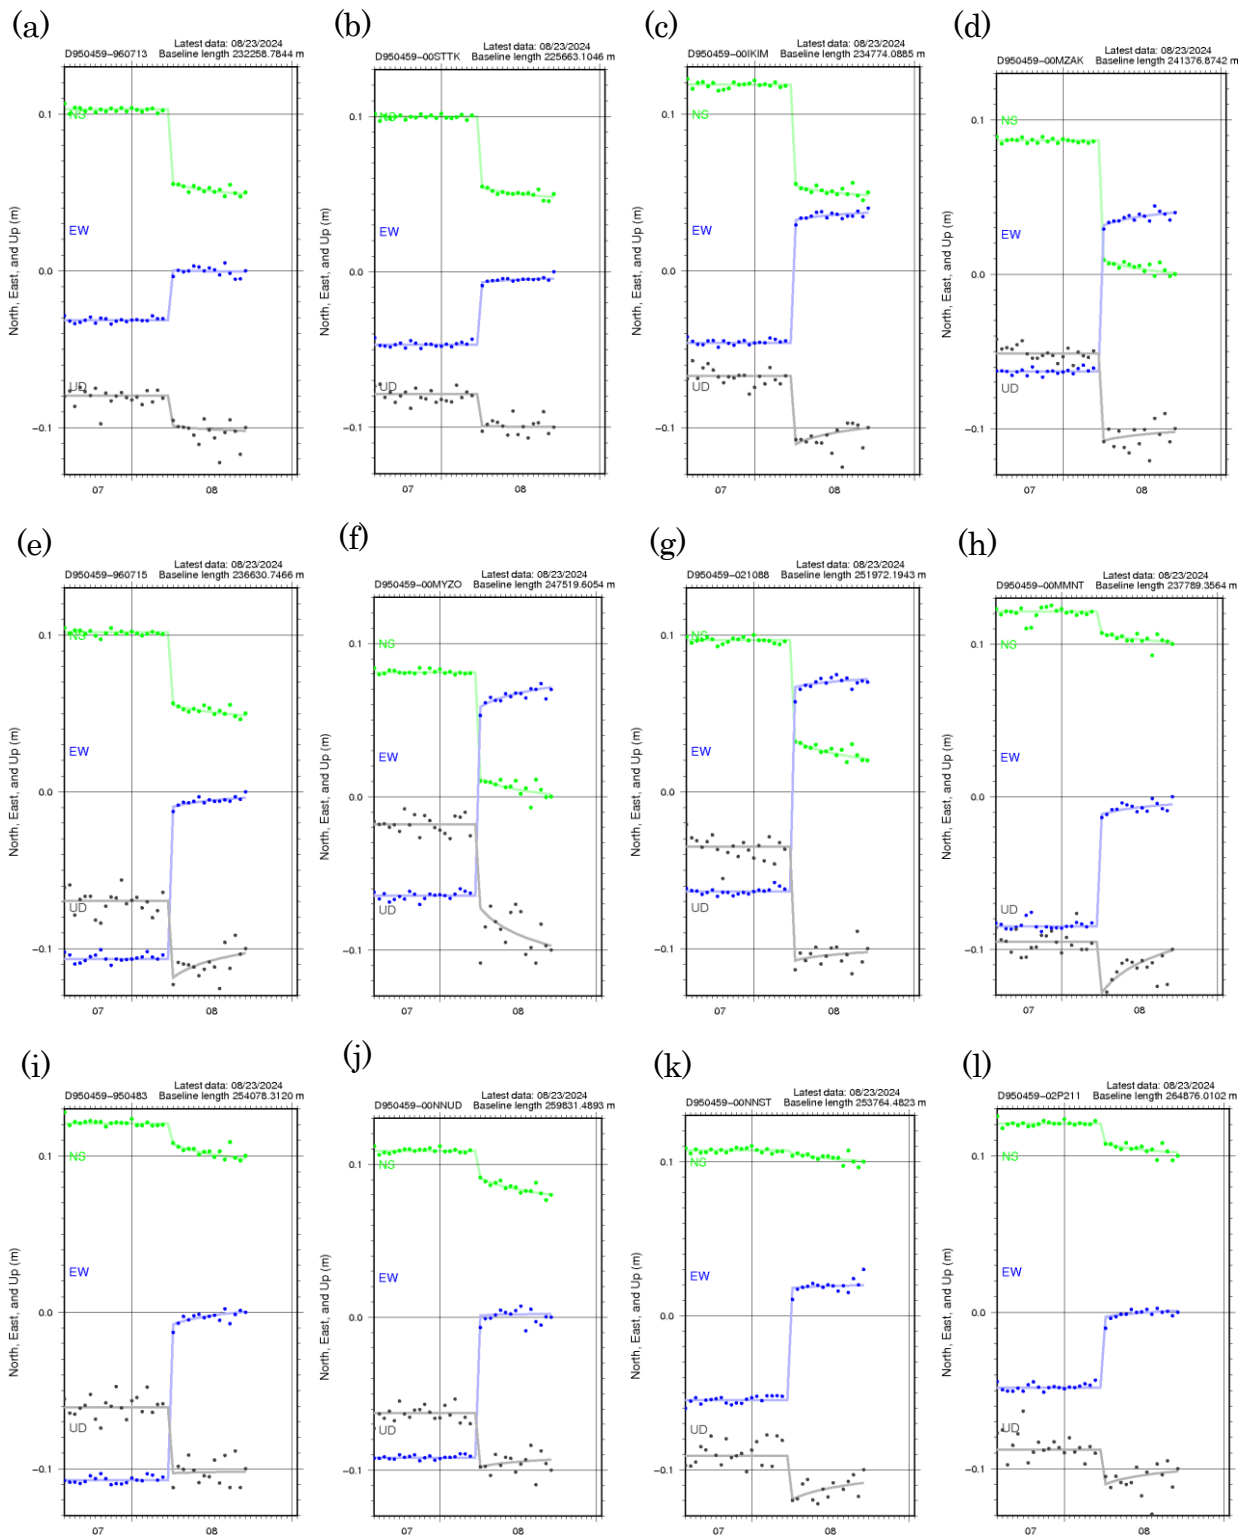 (a)
Latest data: 08/23/2024
D950459-960713 Baseline length 232258.7844 m
North, East, and Up (m)
0.1
0.0
-0.1
NS
EW
UD
07 08
(b)
Latest data: 08/23/2024
D950459-00STTK Baseline length 225663.1046 m
North, East, and Up (m)
0.1
0.0
-0.1
NS
EW
UD
07 08
(c)
Latest data: 08/23/2024
D950459-00IKIM Baseline length 234774.0885 m
North, East, and Up (m)
0.1
0.0
-0.1
NS
EW
UD
07 08
(d)
Latest data: 08/23/2024
D950459-00MZAK Baseline length 241376.8742 m
North, East, and Up (m)
0.1
0.0
-0.1
NS
EW
UD
07 08
(e)
Latest data: 08/23/2024
D950459-960715 Baseline length 236630.7466 m
North, East, and Up (m)
0.1
0.0
-0.1
NS
EW
UD
07 08
(f)
Latest data: 08/23/2024
D950459-00MYZO Baseline length 247519.6054 m
North, East, and Up (m)
0.1
0.0
-0.1
NS
EW
UD
07 08
(g)
Latest data: 08/23/2024
D950459-021088 Baseline length 251972.1943 m
North, East, and Up (m)
0.1
0.0
-0.1
NS
EW
UD
07 08
(h)
Latest data: 08/23/2024
D950459-00MMNT Baseline length 237789.3564 m
North, East, and Up (m)
0.1
0.0
-0.1
NS
EW
UD
07 08
(i)
Latest data: 08/23/2024
D950459-950483 Baseline length 254078.3120 m
North, East, and Up (m)
0.1
0.0
-0.1
NS
EW
UD
07 08
(j)
Latest data: 08/23/2024
D950459-00NNUD Baseline length 259831.4893 m
North, East, and Up (m)
0.1
0.0
-0.1
NS
EW
UD
07 08
(k)
Latest data: 08/23/2024
D950459-00NNST Baseline length 253764.4823 m
North, East, and Up (m)
0.1
0.0
-0.1
NS
EW
UD
07 08
(l)
Latest data: 08/23/2024
D950459-02P211 Baseline length 264876.0102 m
North, East, and Up (m)
0.1
0.0
-0.1
NS
EW
UD
07 08